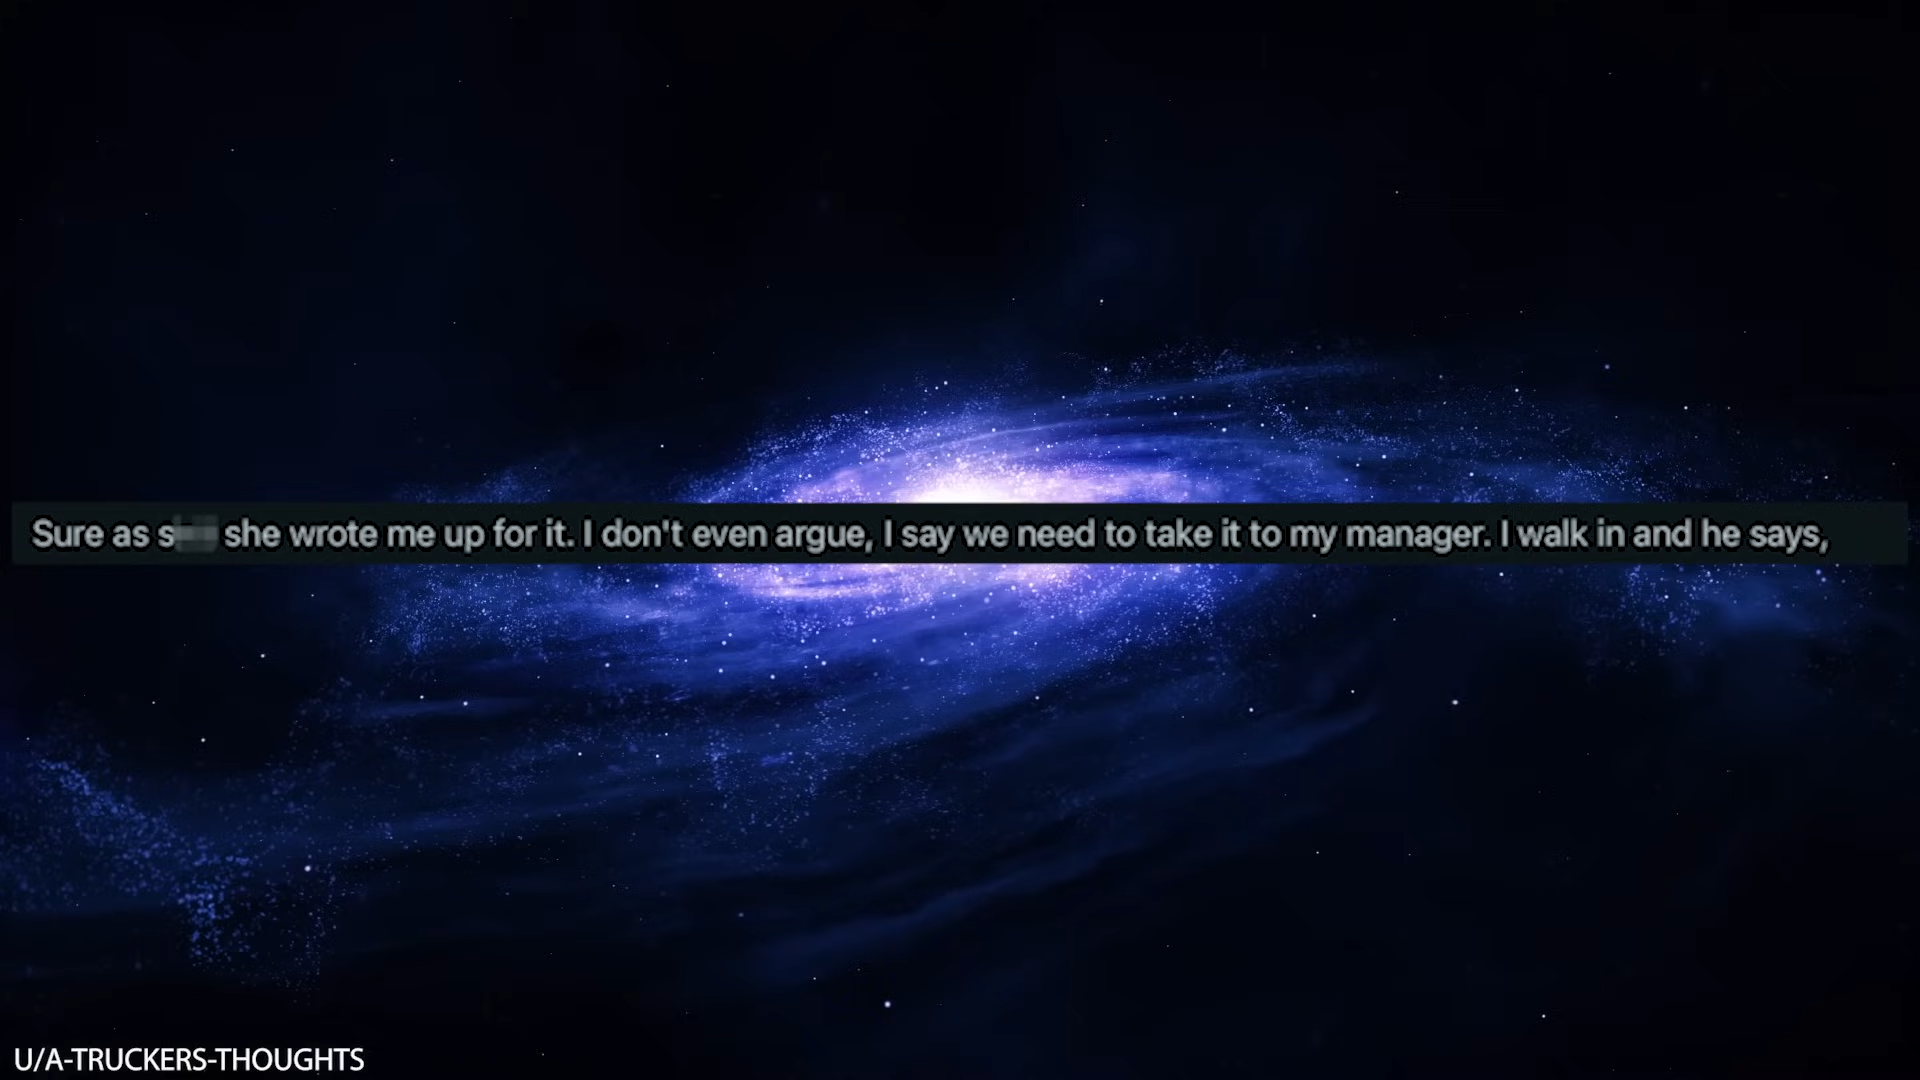 Sure as s she wrote me up for it. I don't even argue, I say we need to take it to my manager. I walk in and he says,
U/A-TRUCKERS-THOUGHTS